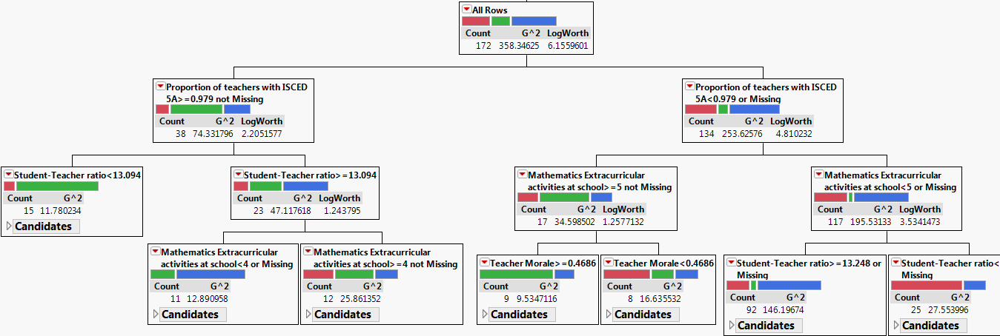 All Rows
Count G^2 LogWorth
172 358.34625 6.1559601
Proportion of teachers with ISCED
5A>=0.979 not Missing
Count G^2 LogWorth
38 74.331796 2.2051577
Proportion of teachers with ISCED
5A<0.979 or Missing
Count G^2 LogWorth
134 253.62576 4.810232
Student-Teacher ratio<13.094
Count G^2
15 11.780234
Candidates
Student-Teacher ratio>=13.094
Count G^2 LogWorth
23 47.117618 1.243795
Mathematics Extracurricular
activities at school>=5 not Missing
Count G^2 LogWorth
17 34.598502 1.2577132
Mathematics Extracurricular
activities at school<5 or Missing
Count G^2 LogWorth
117 195.53133 3.5341473
Mathematics Extracurricular
activities at school<4 or Missing
Count G^2
11 12.890958
Candidates
Mathematics Extracurricular
activities at school>=4 not Missing
Count G^2
12 25.861352
Candidates
Teacher Morale>=0.4686
Count G^2
9 9.5347116
Candidates
Teacher Morale<0.4686
Count G^2
8 16.635532
Candidates
Student-Teacher ratio>=13.248 or
Missing
Count G^2
92 146.19674
Candidates
Student-Teacher ratio<
Missing
Count G^2
25 27.553996
Candidates